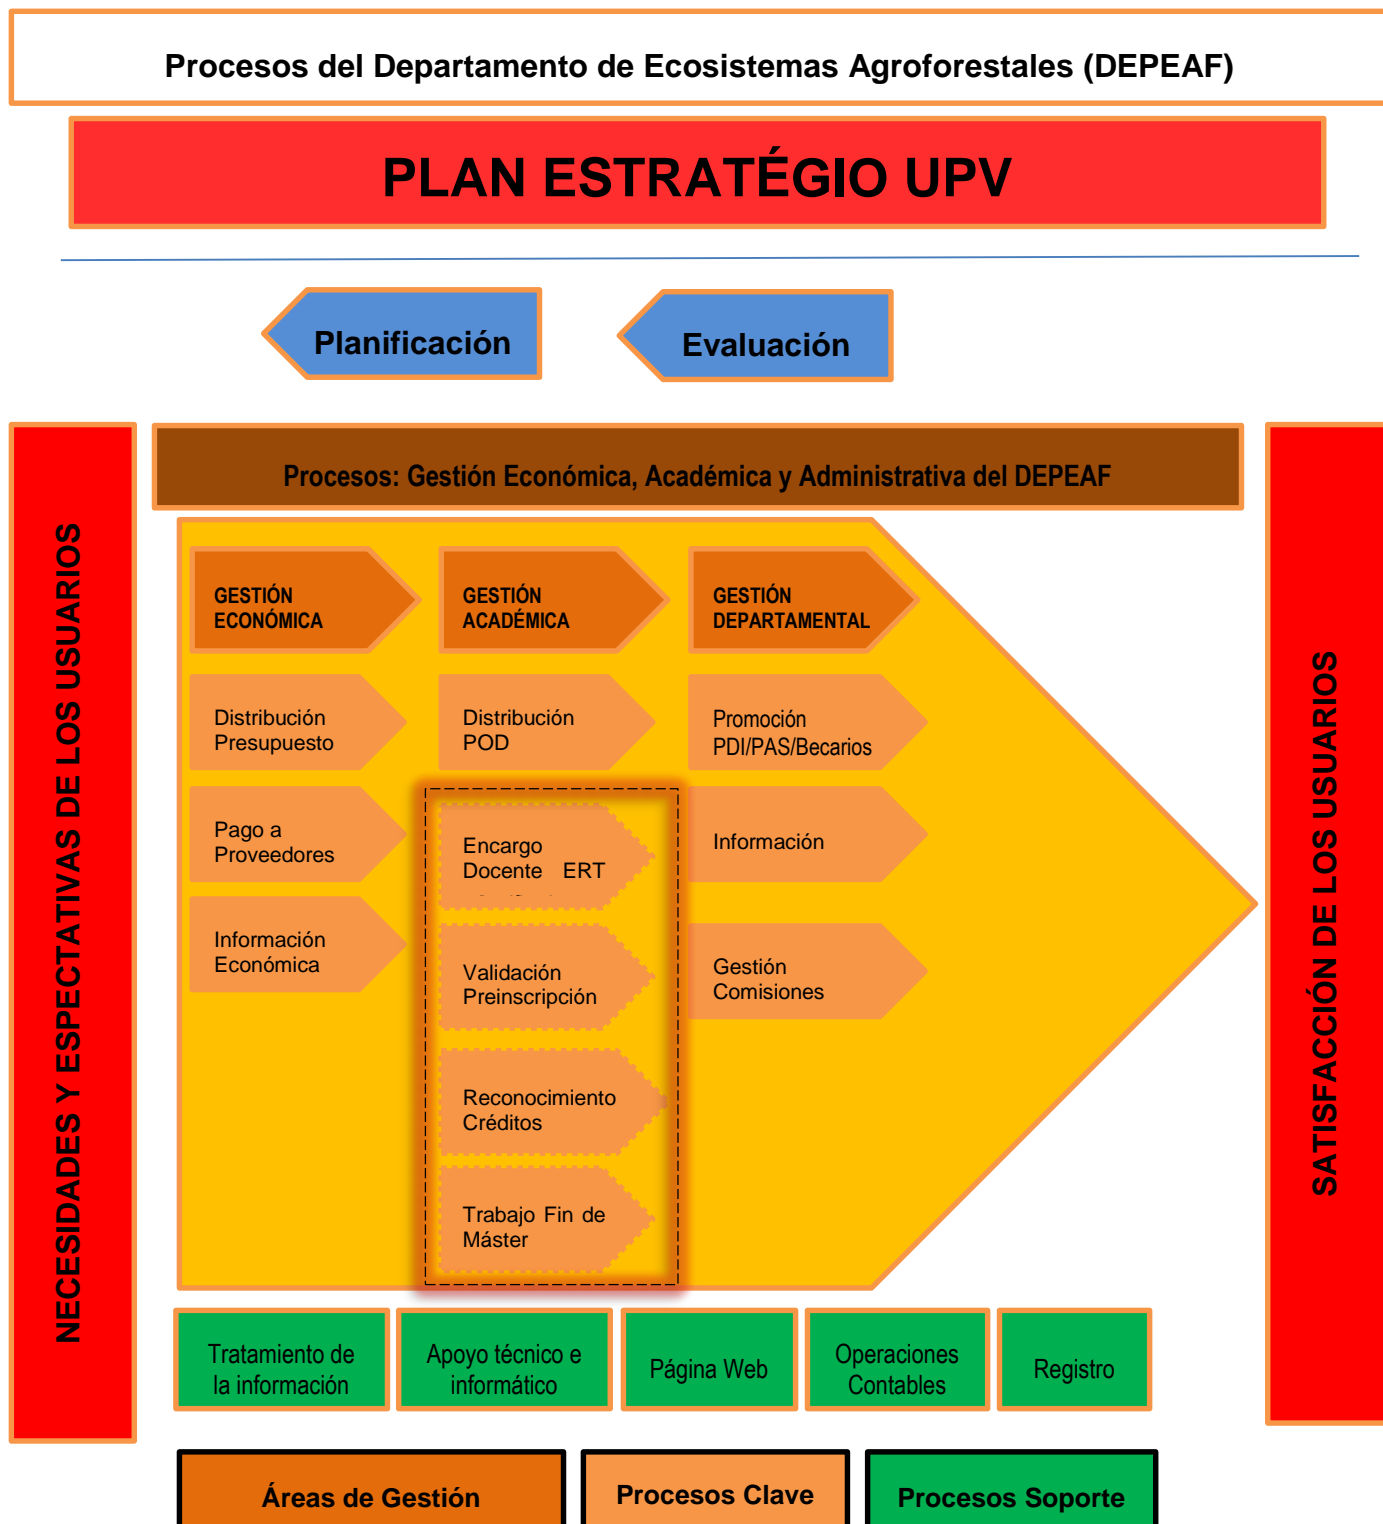 Procesos del Departamento de Ecosistemas Agroforestales (DEPEAF)
PLAN ESTRATÉGIO UPV
Planificación
Evaluación
NECESIDADES Y ESPECTATIVAS DE LOS USUARIOS
Procesos: Gestión Económica, Académica y Administrativa del DEPEAF
GESTIÓN
ECONÓMICA
GESTIÓN
ACADÉMICA
GESTIÓN
DEPARTAMENTAL
Distribución
Presupuesto
Distribución
POD
Promoción
PDI/PAS/Becarios
Pago a
Proveedores
Encargo
Docente ERT
Información
Información
Económica
Validación
Preinscripción
Gestión
Comisiones
Reconocimiento
Créditos
Trabajo Fin de
Máster
SATISFACCIÓN DE LOS USUARIOS
Tratamiento de
la información
Apoyo técnico e
informático
Página Web
Operaciones
Contables
Registro
Áreas de Gestión
Procesos Clave
Procesos Soporte